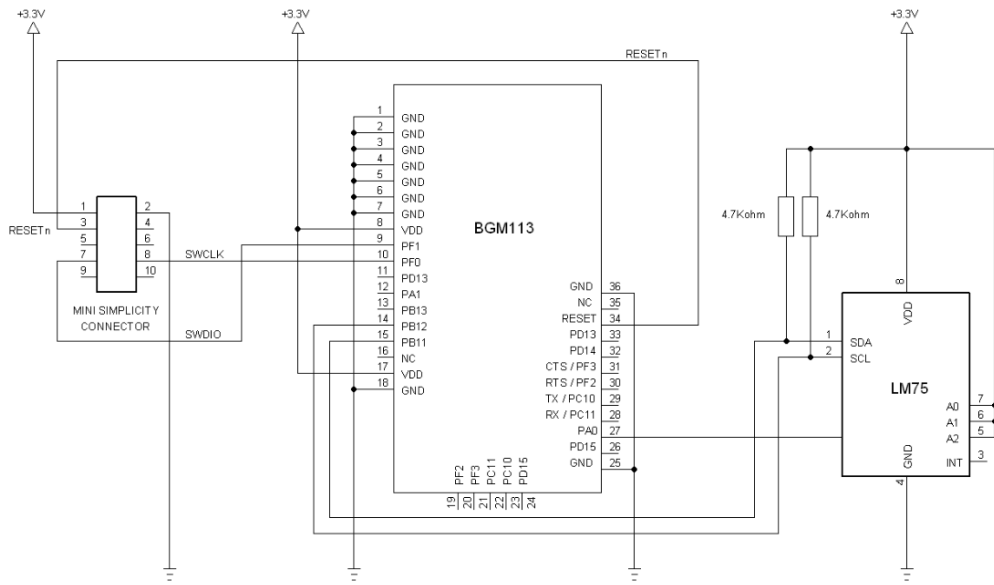 +3.3V
+3.3V
+3.3V
RESETn
1
2
3
4
5
6
7
8
9
10
RESETn
SWCLK
SWDIO
MINI SIMPLICITY
CONNECTOR
BGM113
1 GND
2 GND
3 GND
4 GND
5 GND
6 GND
7 GND
8 VDD
9 PF1
10 PF0
11 PD13
12 PA1
13 PB13
14 PB12
15 PB11
16 NC
17 VDD
18 GND
PF2
PF3
PC11
PC10
PD15
19
20
21
22
23
24
GND 36
NC 35
RESET 34
PD13 33
PD14 32
CTS / PF3 31
RTS / PF2 30
TX / PC10 29
RX / PC11 28
PA0 27
PD15 26
GND 25
4.7Kohm
4.7Kohm
8
VDD
1 SDA
2 SCL
LM75
A0 7
A1 6
A2 5
INT 3
GND
4